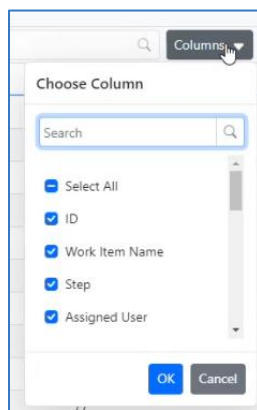 Columns
Choose Column
Search
Select All
ID
Work Item Name
Step
Assigned User
OK
Cancel